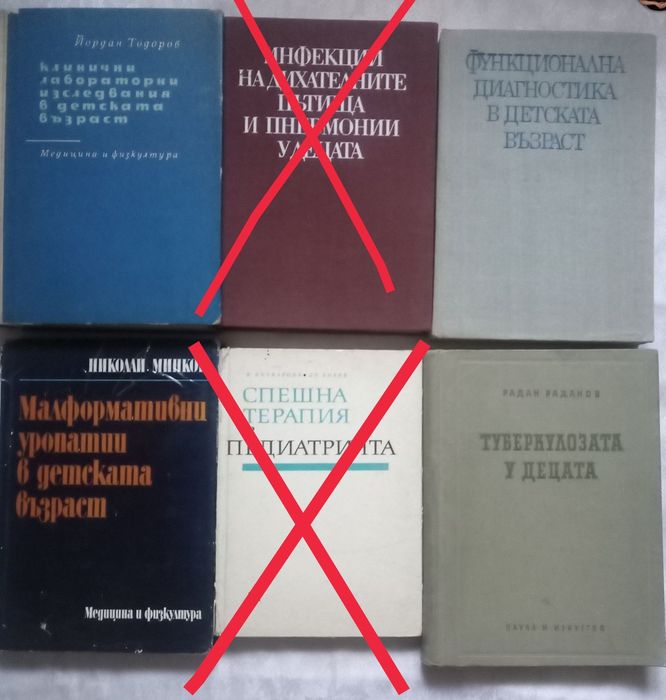 Йордан Тодоров
клинични
лабораторни
изследвания
в детската
възраст
Медицина и физкултура
ИНФЕКЦИИ
НА ДИХАТЕЛНИТЕ
ПЪТИЩА
И ПНЕВМОНИИ
У ДЕЦАТА
ФУНКЦИОНАЛНА
ДИАГНОСТИКА
В ДЕТСКАТА
ВЪЗРАСТ
НИКОЛАЙ МИНКОВ
Малформативни
уропатии
в детската
възраст
Медицина и физкултура
СПЕШНА
ТЕРАПИЯ
В
ПЕДИАТРИЯТА
РАДАН РАДАНОВ
ТУБЕРКУЛОЗАТА
У ДЕЦАТА
НАУКА И ИЗКУСТВО